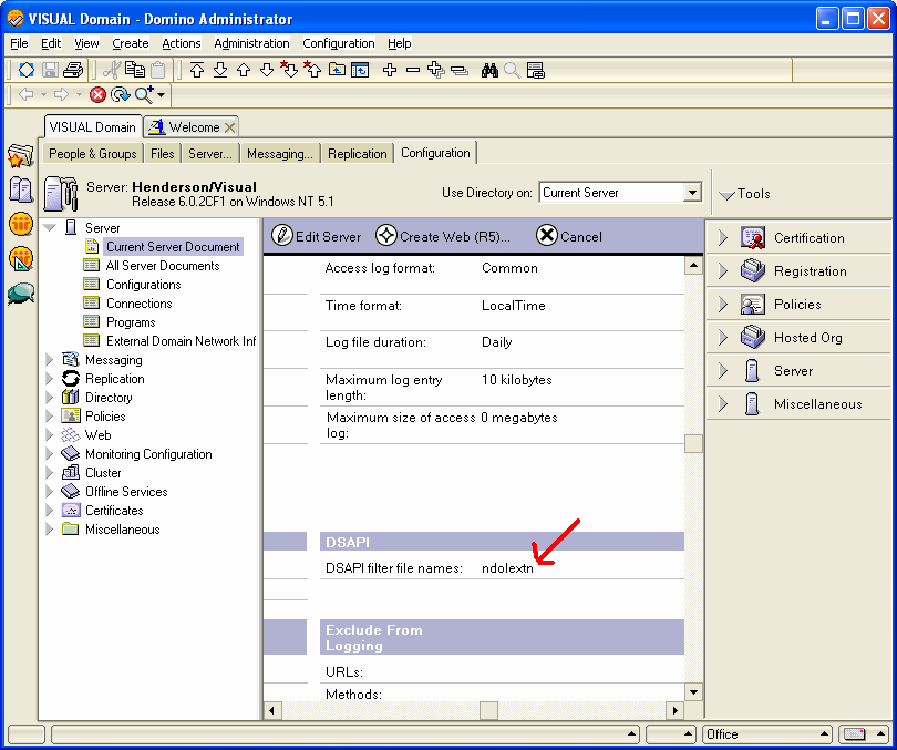 VISUAL Domain - Domino Administrator
File Edit View Create Actions Administration Configuration Help
VISUAL Domain Welcome
People & Groups Files Server... Messaging... Replication Configuration
Server: Henderson/Visual
Release 6.0.2CF1 on Windows NT 5.1
Use Directory on: Current Server
Tools
Server
Current Server Document
All Server Documents
Configurations
Connections
Programs
External Domain Network Inf
Messaging
Replication
Directory
Policies
Web
Monitoring Configuration
Cluster
Offline Services
Certificates
Miscellaneous
Edit Server Create Web (R5)... Cancel
Access log format: Common
Time format: LocalTime
Log file duration: Daily
Maximum log entry 10 kilobytes
length:
Maximum size of access 0 megabytes
log:
DSAPI
DSAPI filter file names: ndolextn
Exclude From
Logging
URLs:
Methods:
Certification
Registration
Policies
Hosted Org
Server
Miscellaneous
Office